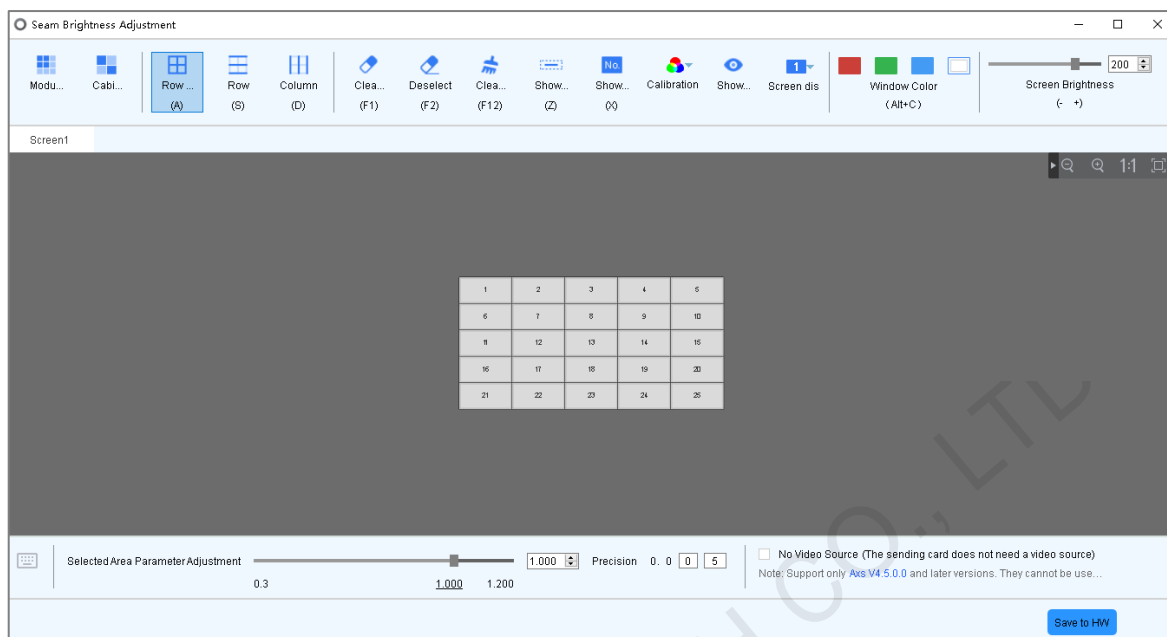 Seam Brightness Adjustment
Modu... Cabi... Row ... Row Column Clea... Deselect Clea... Show... Show... Calibration Show... Screen dis Window Color Screen Brightness
(A) (S) (D) (F1) (F2) (F12) (Z) (X) (Alt+C) (- +)
No. 1 200
Screen1
1:1
1 2 3 4 5
6 7 8 9 10
11 12 13 14 15
16 17 18 19 20
21 22 23 24 25
Selected Area Parameter Adjustment 1.000 Precision 0. 0 0 5
0.3 1.000 1.200
No Video Source (The sending card does not need a video source)
Note: Support only Axs V4.5.0.0 and later versions. They cannot be use...
Save to HW
CO., LTD